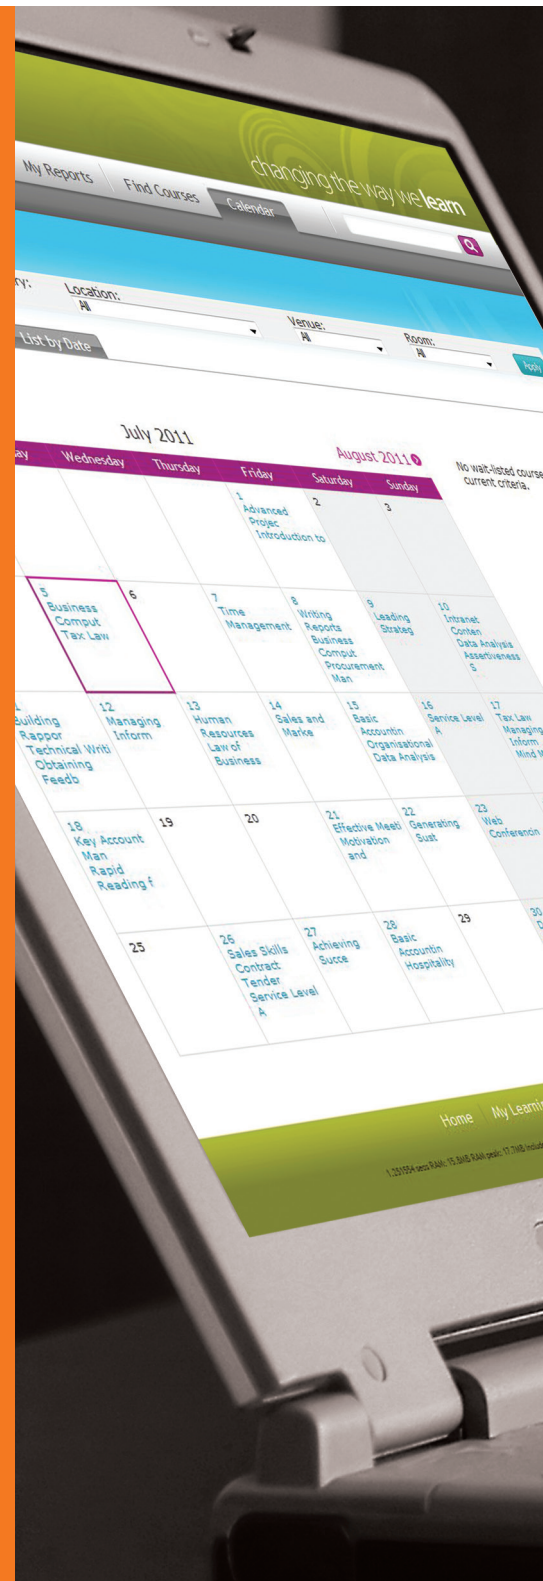 changing the way we learn
My Reports
Find Courses
Calendar
Location:
All
Venue:
All
Room:
All
Apply
List by Date
July 2011
August 2011
No wait-listed course
current criteria.
Wednesday
Thursday
Friday
Saturday
Sunday
1
Advanced
Projec
Introduction to
2
3
5
Business
Comput
Tax Law
6
7
Time
Management
8
Writing
Reports
Business
Comput
Procurement
Man
9
Leading
Strateg
10
Intranet
Conten
Data Analysis
Assertiveness
S
Building
Rappor
Technical Writi
Obtaining
Feedb
12
Managing
Inform
13
Human
Resources
Law of
Business
14
Sales and
Marke
15
Basic
Accountin
Organisational
Data Analysis
16
Service Level
A
17
Tax Law
Managing
Inform
Mind M
18
Key Account
Man
Rapid
Reading f
19
20
21
Effective Meeti
Motivation
and
22
Generating
Sust
23
Web
Conferencin
25
26
Sales Skills
Contract
Tender
Service Level
A
27
Achieving
Succe
28
Basic
Accountin
Hospitality
29
30
D
Home
My Learnin